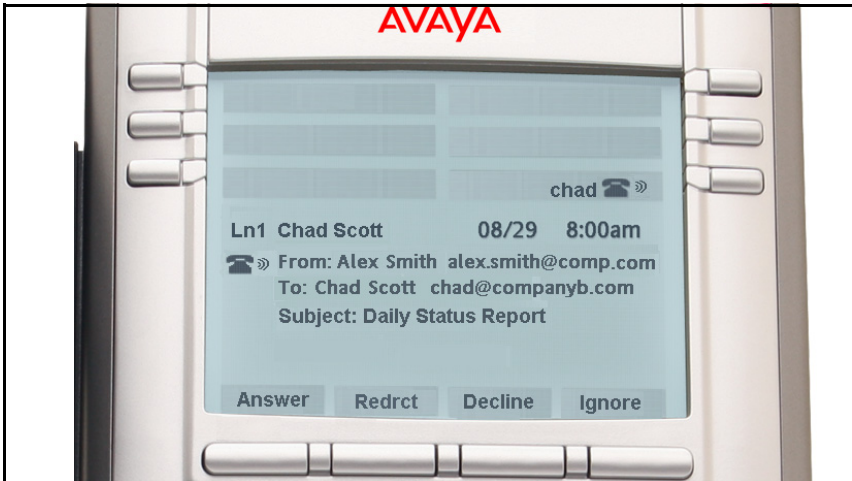 AVAYA
chad
Ln1 Chad Scott 08/29 8:00am
From: Alex Smith alex.smith@comp.com
To: Chad Scott chad@companyb.com
Subject: Daily Status Report
Answer Redrct Decline Ignore